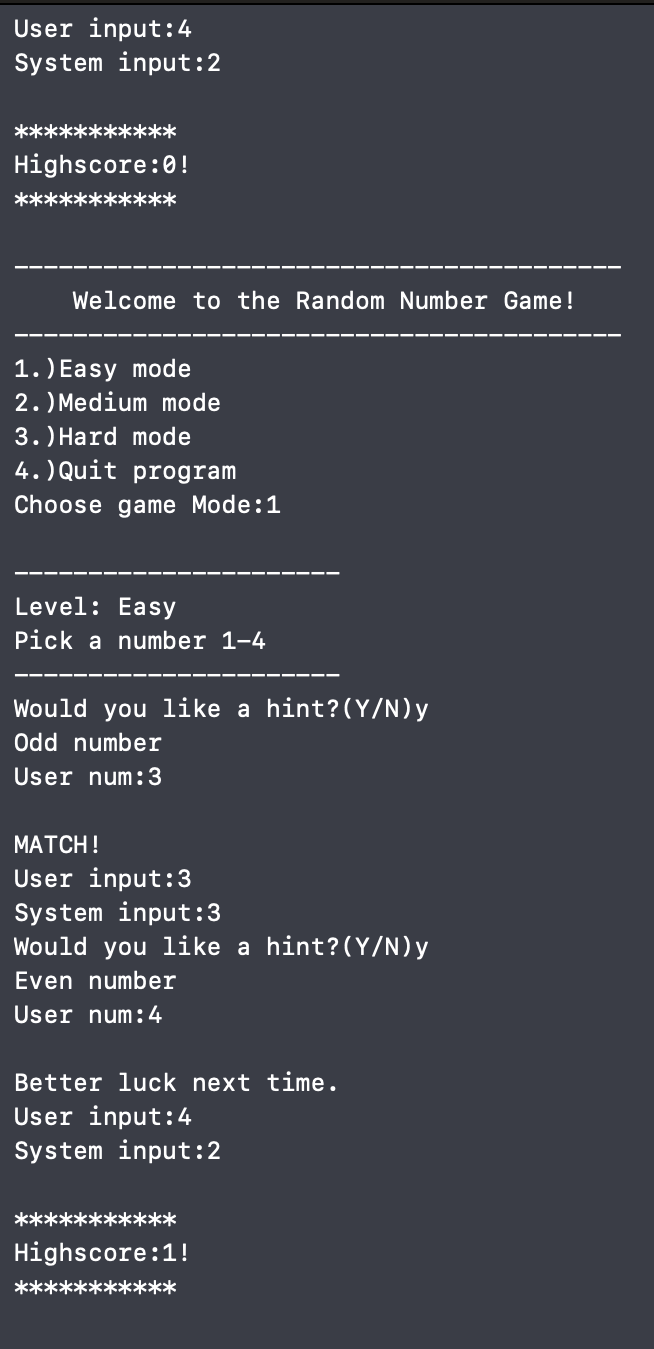 User input:4
System input:2
***********
Highscore:0!
***********
-----------------------------------------
Welcome to the Random Number Game!
-----------------------------------------
1.)Easy mode
2.)Medium mode
3.)Hard mode
4.)Quit program
Choose game Mode:1
----------------------
Level: Easy
Pick a number 1-4
----------------------
Would you like a hint?(Y/N)y
Odd number
User num:3
MATCH!
User input:3
System input:3
Would you like a hint?(Y/N)y
Even number
User num:4
Better luck next time.
User input:4
System input:2
***********
Highscore:1!
***********